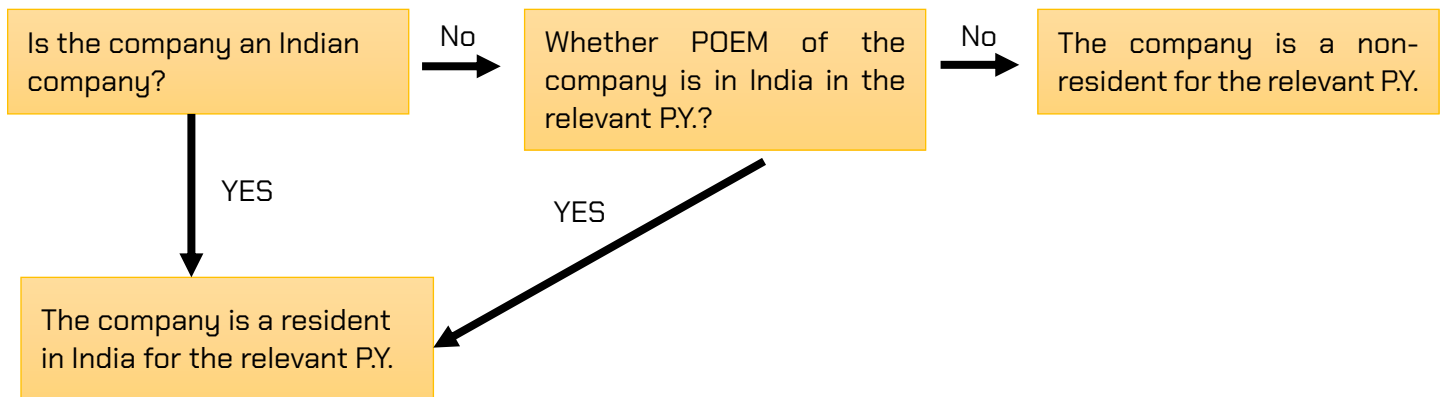 Is the company an Indian
company?
No
Whether POEM of the
company is in India in the
relevant P.Y.?
No
The company is a non-
resident for the relevant P.Y.
YES
YES
The company is a resident
in India for the relevant P.Y.